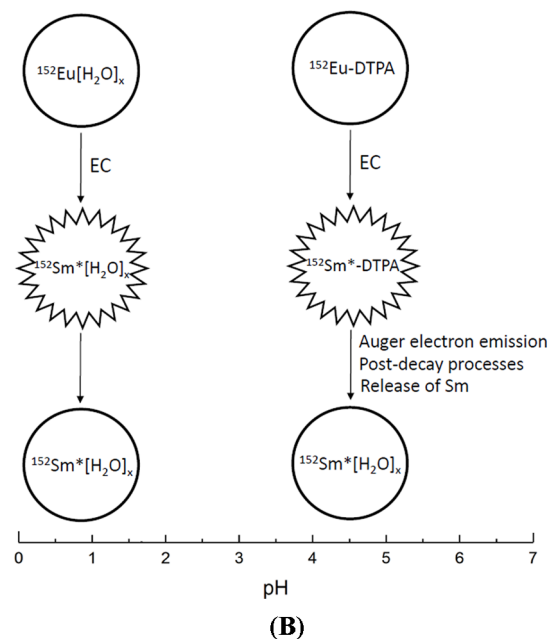 ¹⁵²Eu[H₂O]ₓ
EC
¹⁵²Sm*[H₂O]ₓ
¹⁵²Sm*[H₂O]ₓ
¹⁵²Eu-DTPA
EC
¹⁵²Sm*-DTPA
Auger electron emission
Post-decay processes
Release of Sm
¹⁵²Sm*[H₂O]ₓ
0 1 2 3 4 5 6 7
pH
(B)